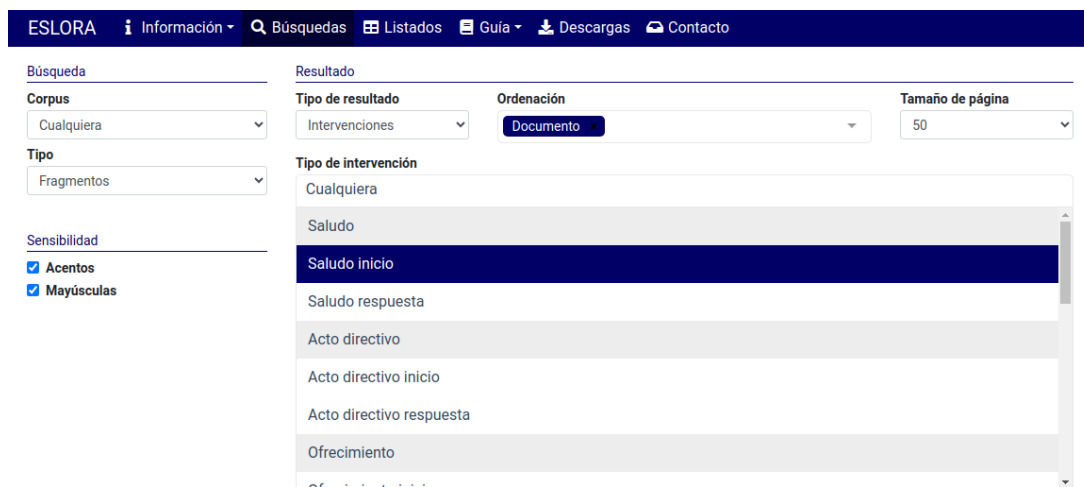 ESLORA Información Búsquedas Listados Guía Descargas Contacto
Búsqueda
Corpus
Cualquiera
Tipo
Fragmentos
Sensibilidad
Acentos
Mayúsculas
Resultado
Tipo de resultado Ordenación Tamaño de página
Intervenciones Documento 50
Tipo de intervención
Cualquiera
Saludo
Saludo inicio
Saludo respuesta
Acto directivo
Acto directivo inicio
Acto directivo respuesta
Ofrecimiento